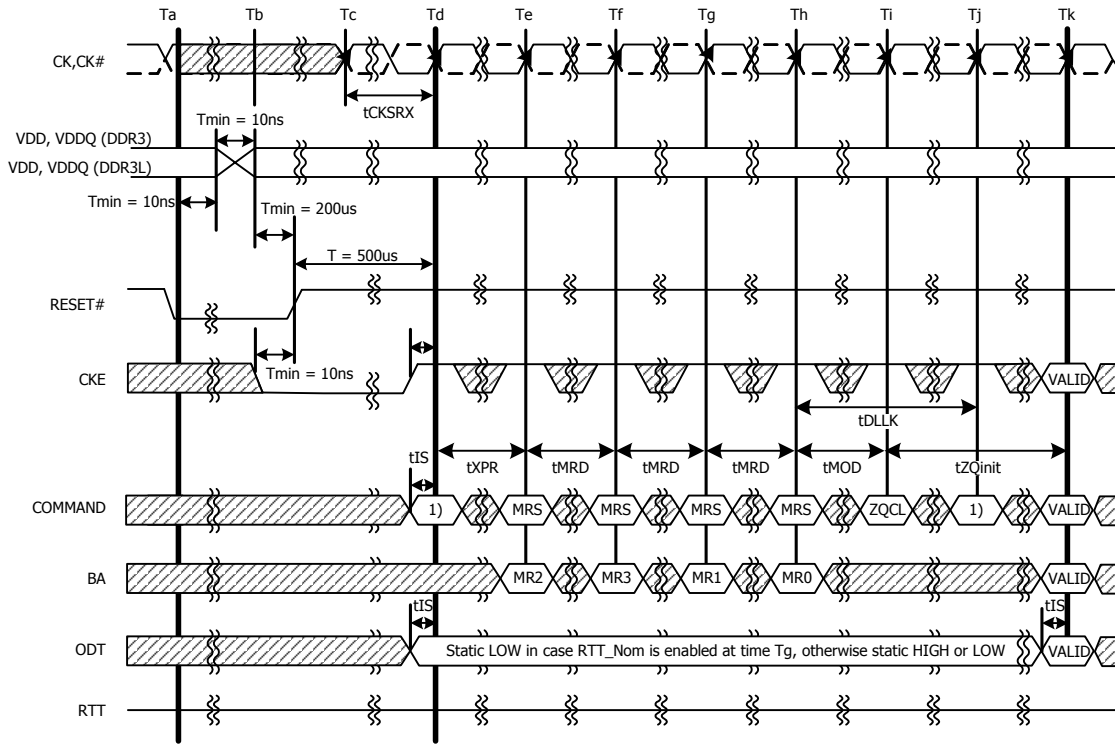 Ta Tb Tc Td Te Tf Tg Th Ti Tj Tk
CK,CK#
tCKSRX
Tmin = 10ns
VDD, VDDQ (DDR3)
VDD, VDDQ (DDR3L)
Tmin = 10ns
Tmin = 200us
T = 500us
RESET#
Tmin = 10ns
CKE
VALID
tDLLK
tIS
tXPR tMRD tMRD tMRD tMOD tZQinit
COMMAND 1) MRS MRS MRS MRS ZQCL 1) VALID
BA MR2 MR3 MR1 MR0 VALID
tIS tIS
ODT Static LOW in case RTT_Nom is enabled at time Tg, otherwise static HIGH or LOW VALID
RTT